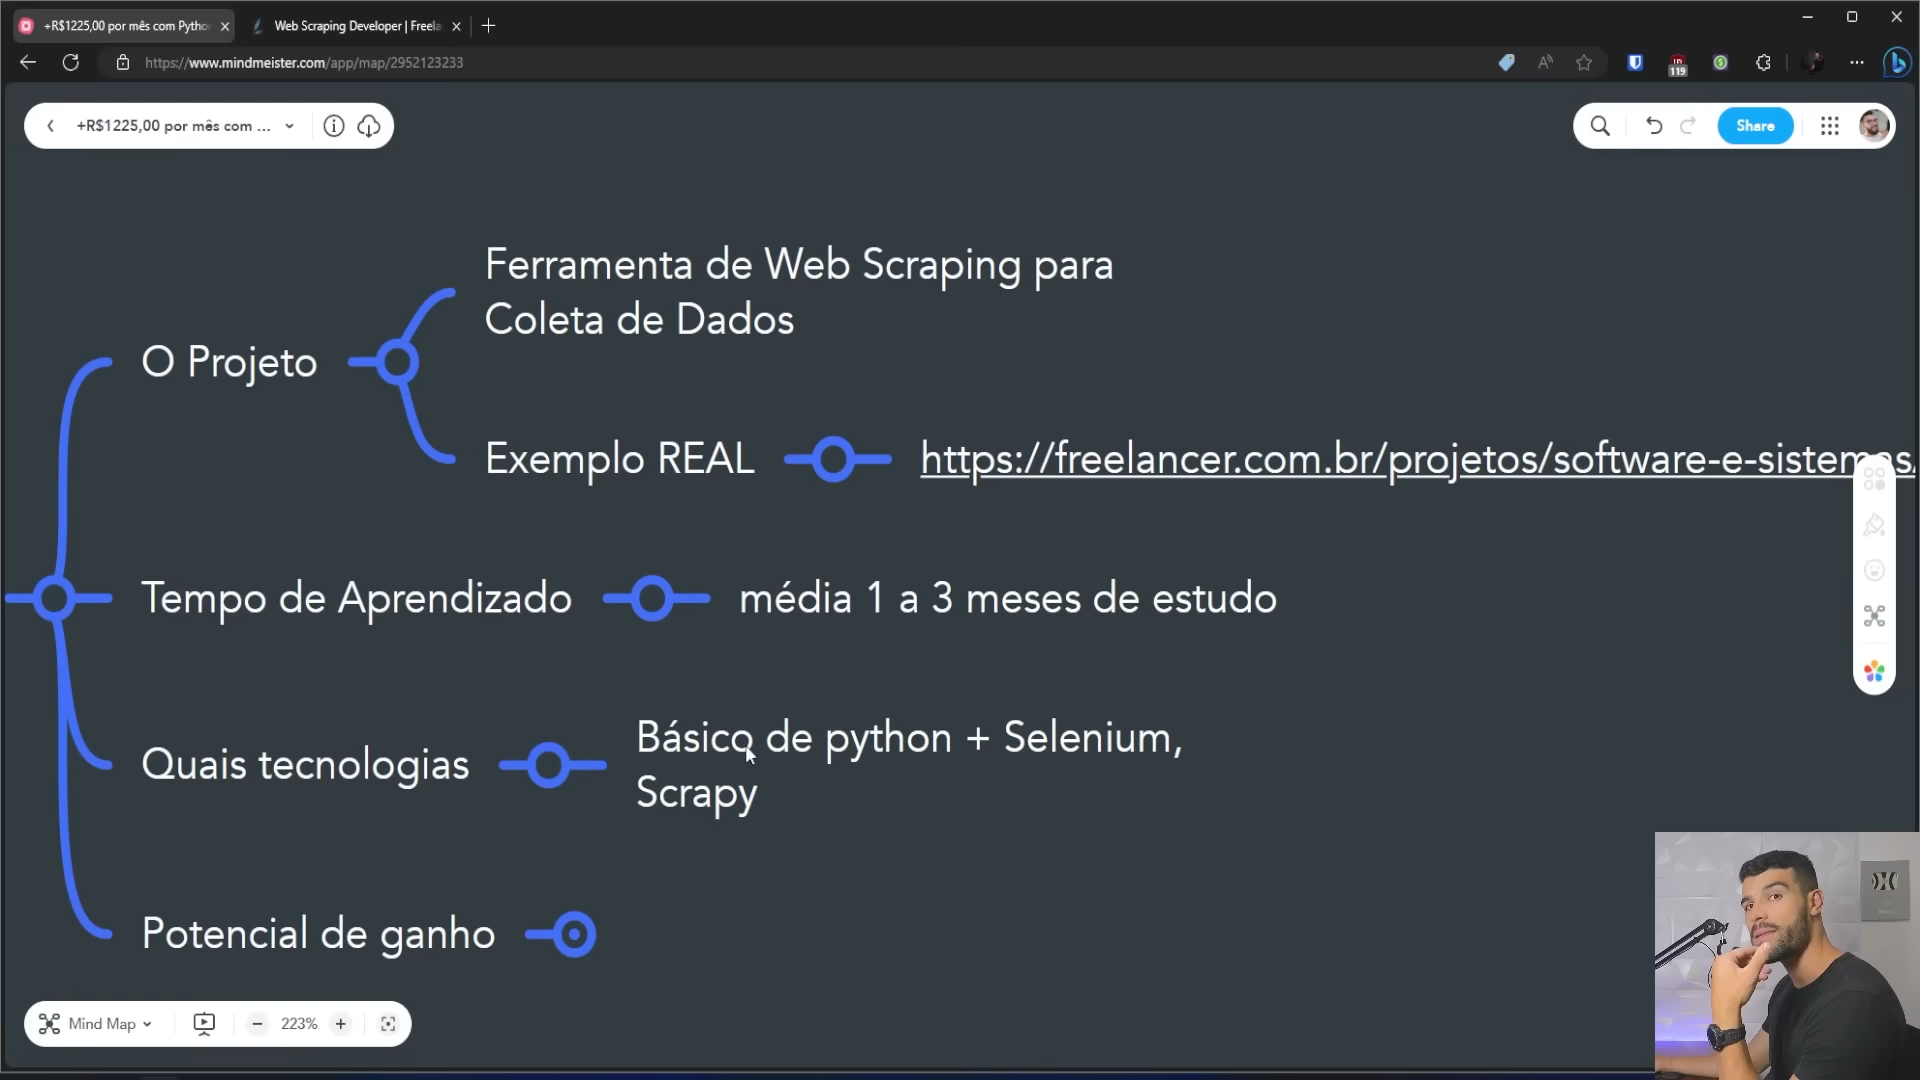 +R$1225,00 por mês com Pytho
Web Scraping Developer | Freela
https://www.mindmeister.com/app/map/2952123233
119
+R$1225,00 por mês com ...
Share
Ferramenta de Web Scraping para
Coleta de Dados
O Projeto
Exemplo REAL
https://freelancer.com.br/projetos/software-e-sistemas/
Tempo de Aprendizado
média 1 a 3 meses de estudo
Quais tecnologias
Básico de python + Selenium,
Scrapy
Potencial de ganho
Mind Map
223%